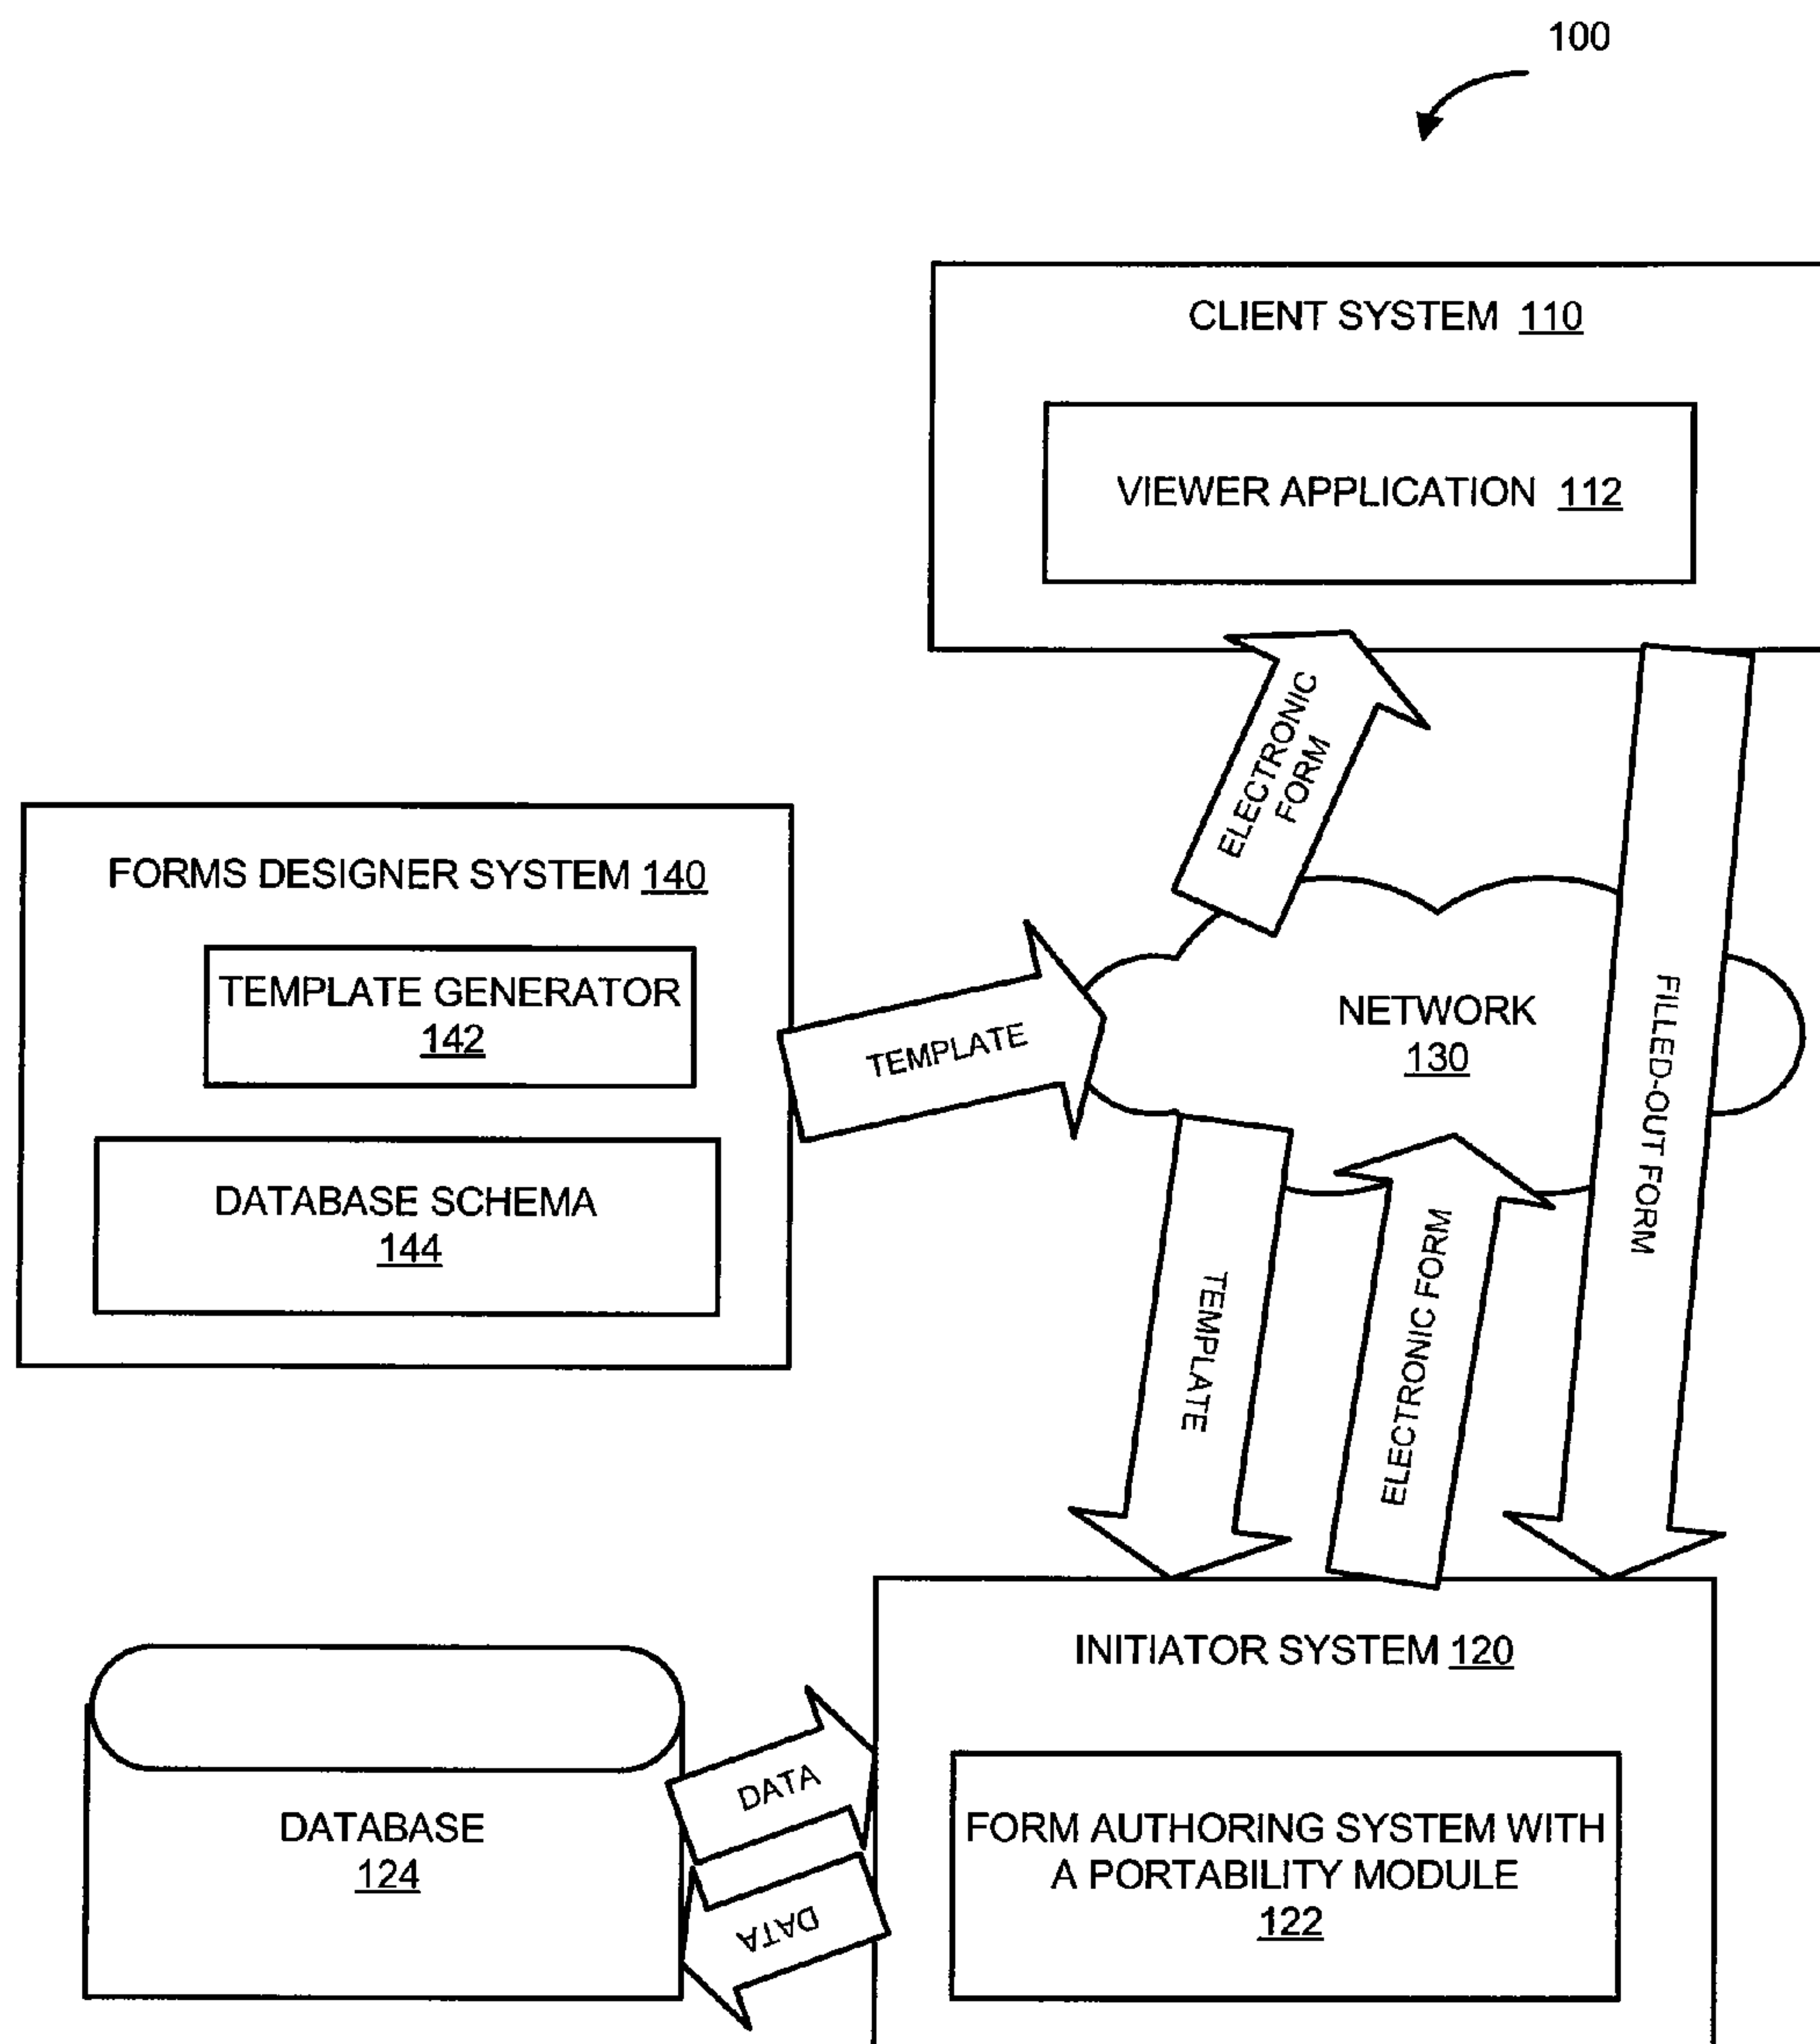 100
CLIENT SYSTEM 110
VIEWER APPLICATION 112
ELECTRONIC
FORM
FORMS DESIGNER SYSTEM 140
TEMPLATE GENERATOR
142
DATABASE SCHEMA
144
TEMPLATE
NETWORK
130
FILLED-OUT FORM
TEMPLATE
ELECTRONIC FORM
INITIATOR SYSTEM 120
FORM AUTHORING SYSTEM WITH
A PORTABILITY MODULE
122
DATABASE
124
DATA
DATA